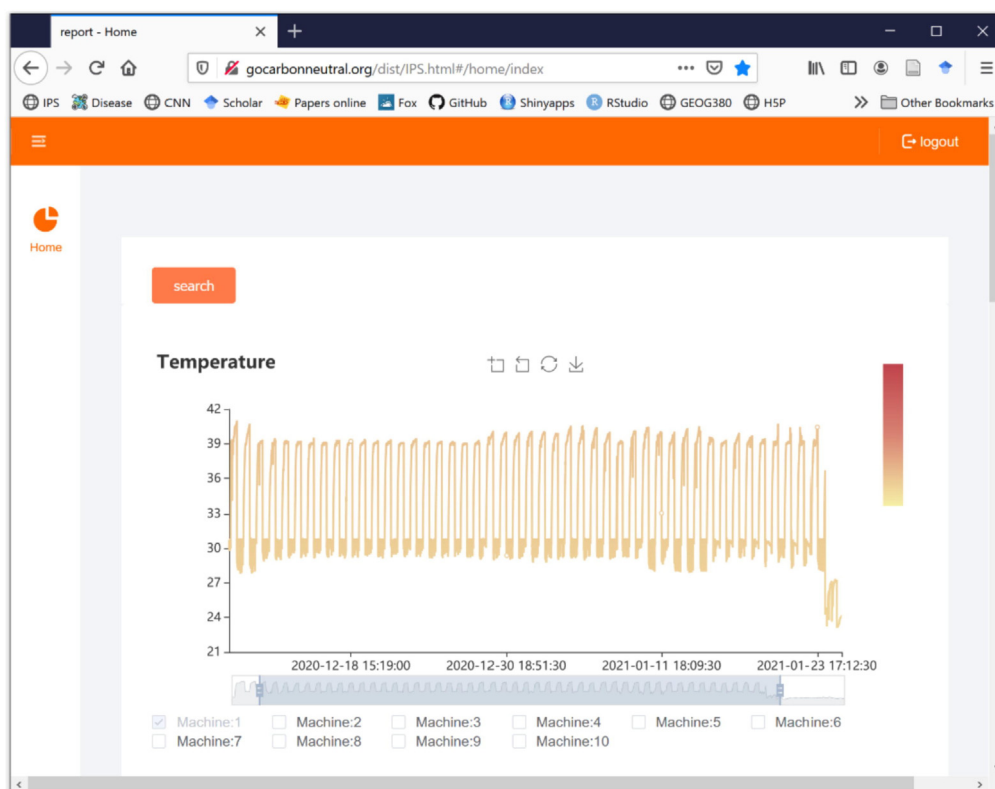 report - Home
gocarbonneutral.org/dist/IPS.html#/home/index
IPS Disease CNN Scholar Papers online Fox GitHub Shinyapps RStudio GEOG380 H5P Other Bookmarks
logout
Home
search
Temperature
42
39
36
33
30
27
24
21
2020-12-18 15:19:00 2020-12-30 18:51:30 2021-01-11 18:09:30 2021-01-23 17:12:30
Machine:1 Machine:2 Machine:3 Machine:4 Machine:5 Machine:6
Machine:7 Machine:8 Machine:9 Machine:10